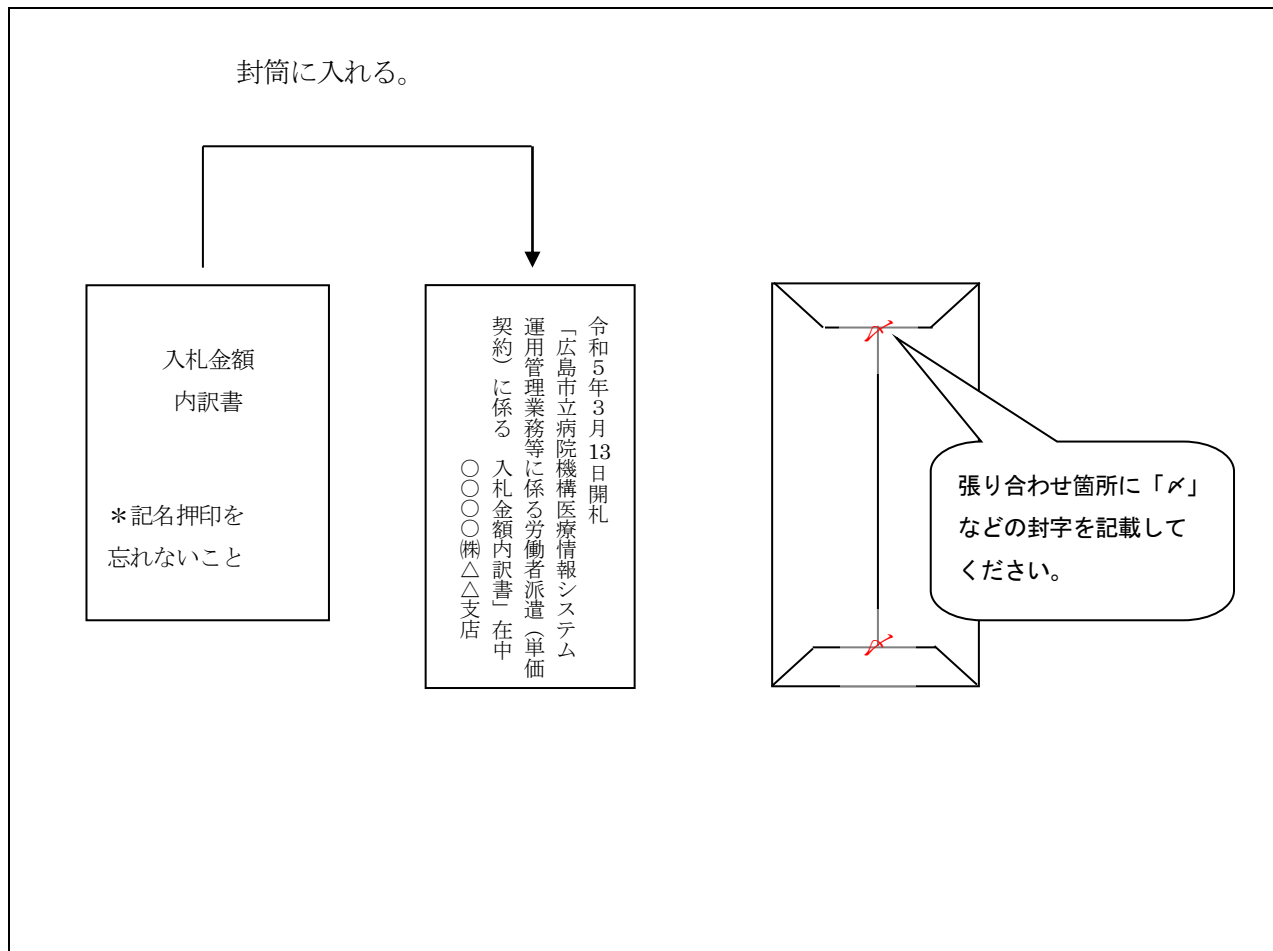 封筒に入れる。
入札金額
内訳書
＊記名押印を
忘れないこと
令和５年３月13日開札
「広島市立病院機構医療情報システム
運用管理業務等に係る労働者派遣（単価
契約）に係る　入札金額内訳書」在中
○○○○㈱△△支店
〆
〆
張り合わせ箇所に「〆」
などの封字を記載して
ください。